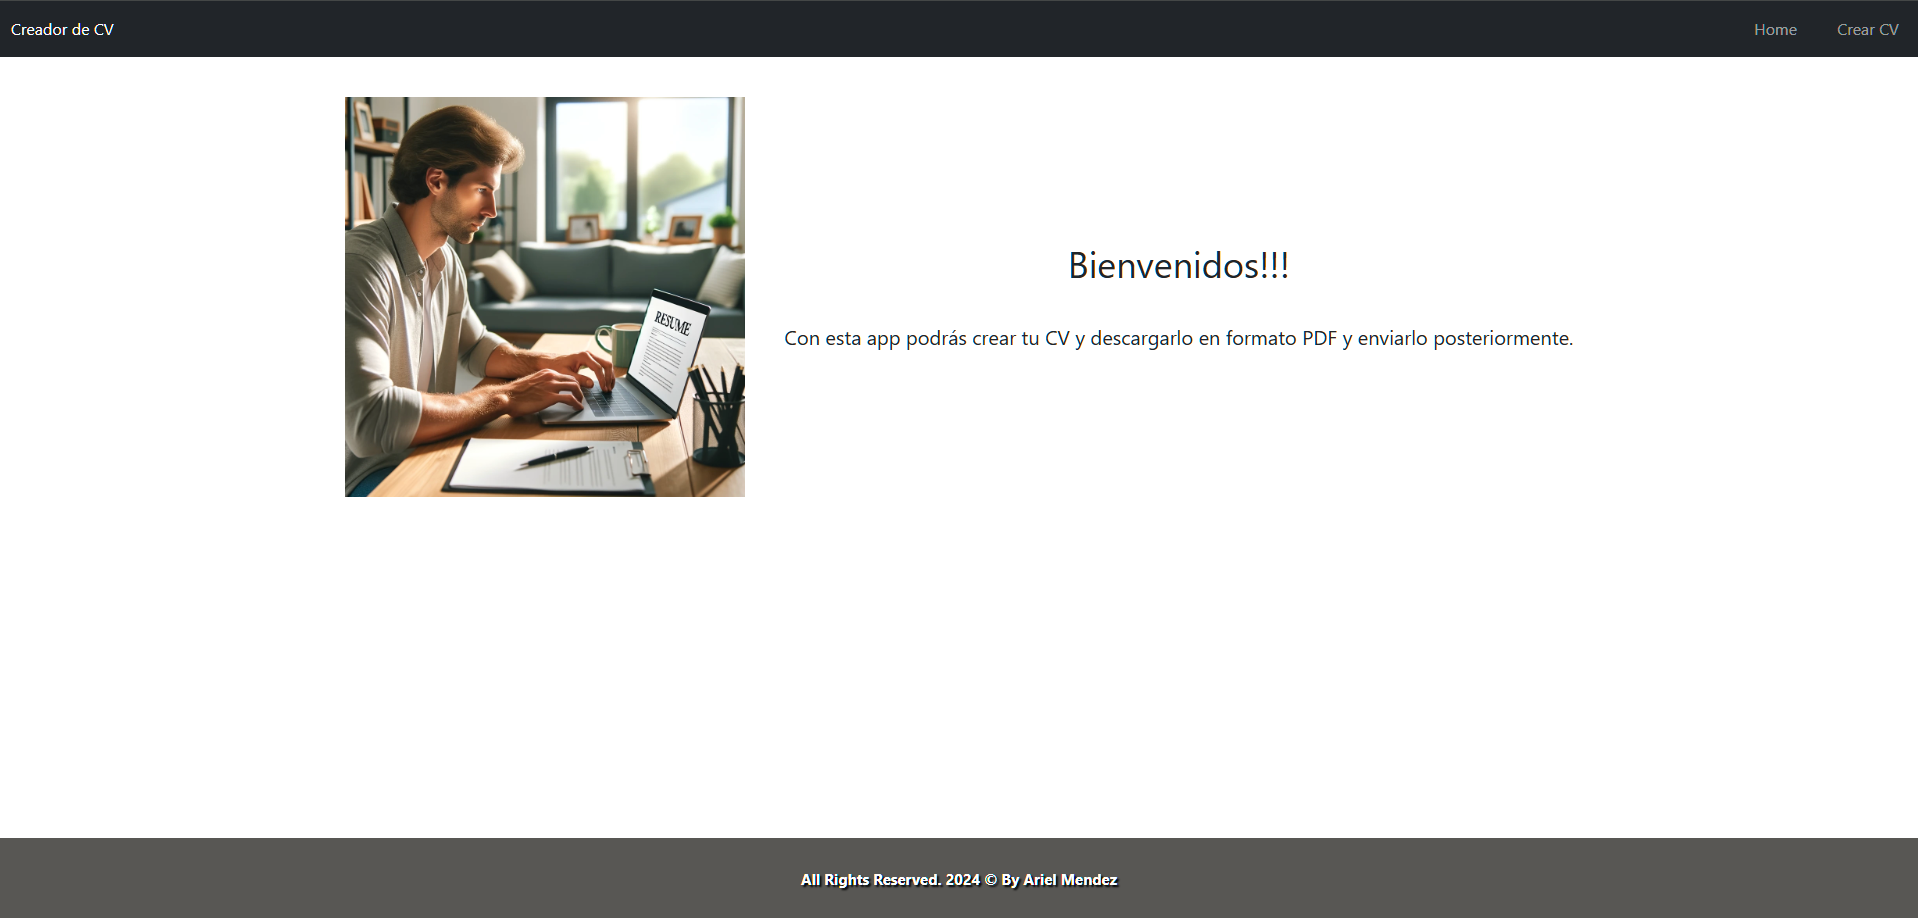 Creador de CV
Home
Crear CV
RESUME
Bienvenidos!!!
Con esta app podrás crear tu CV y descargarlo en formato PDF y enviarlo posteriormente.
All Rights Reserved. 2024 © By Ariel Mendez